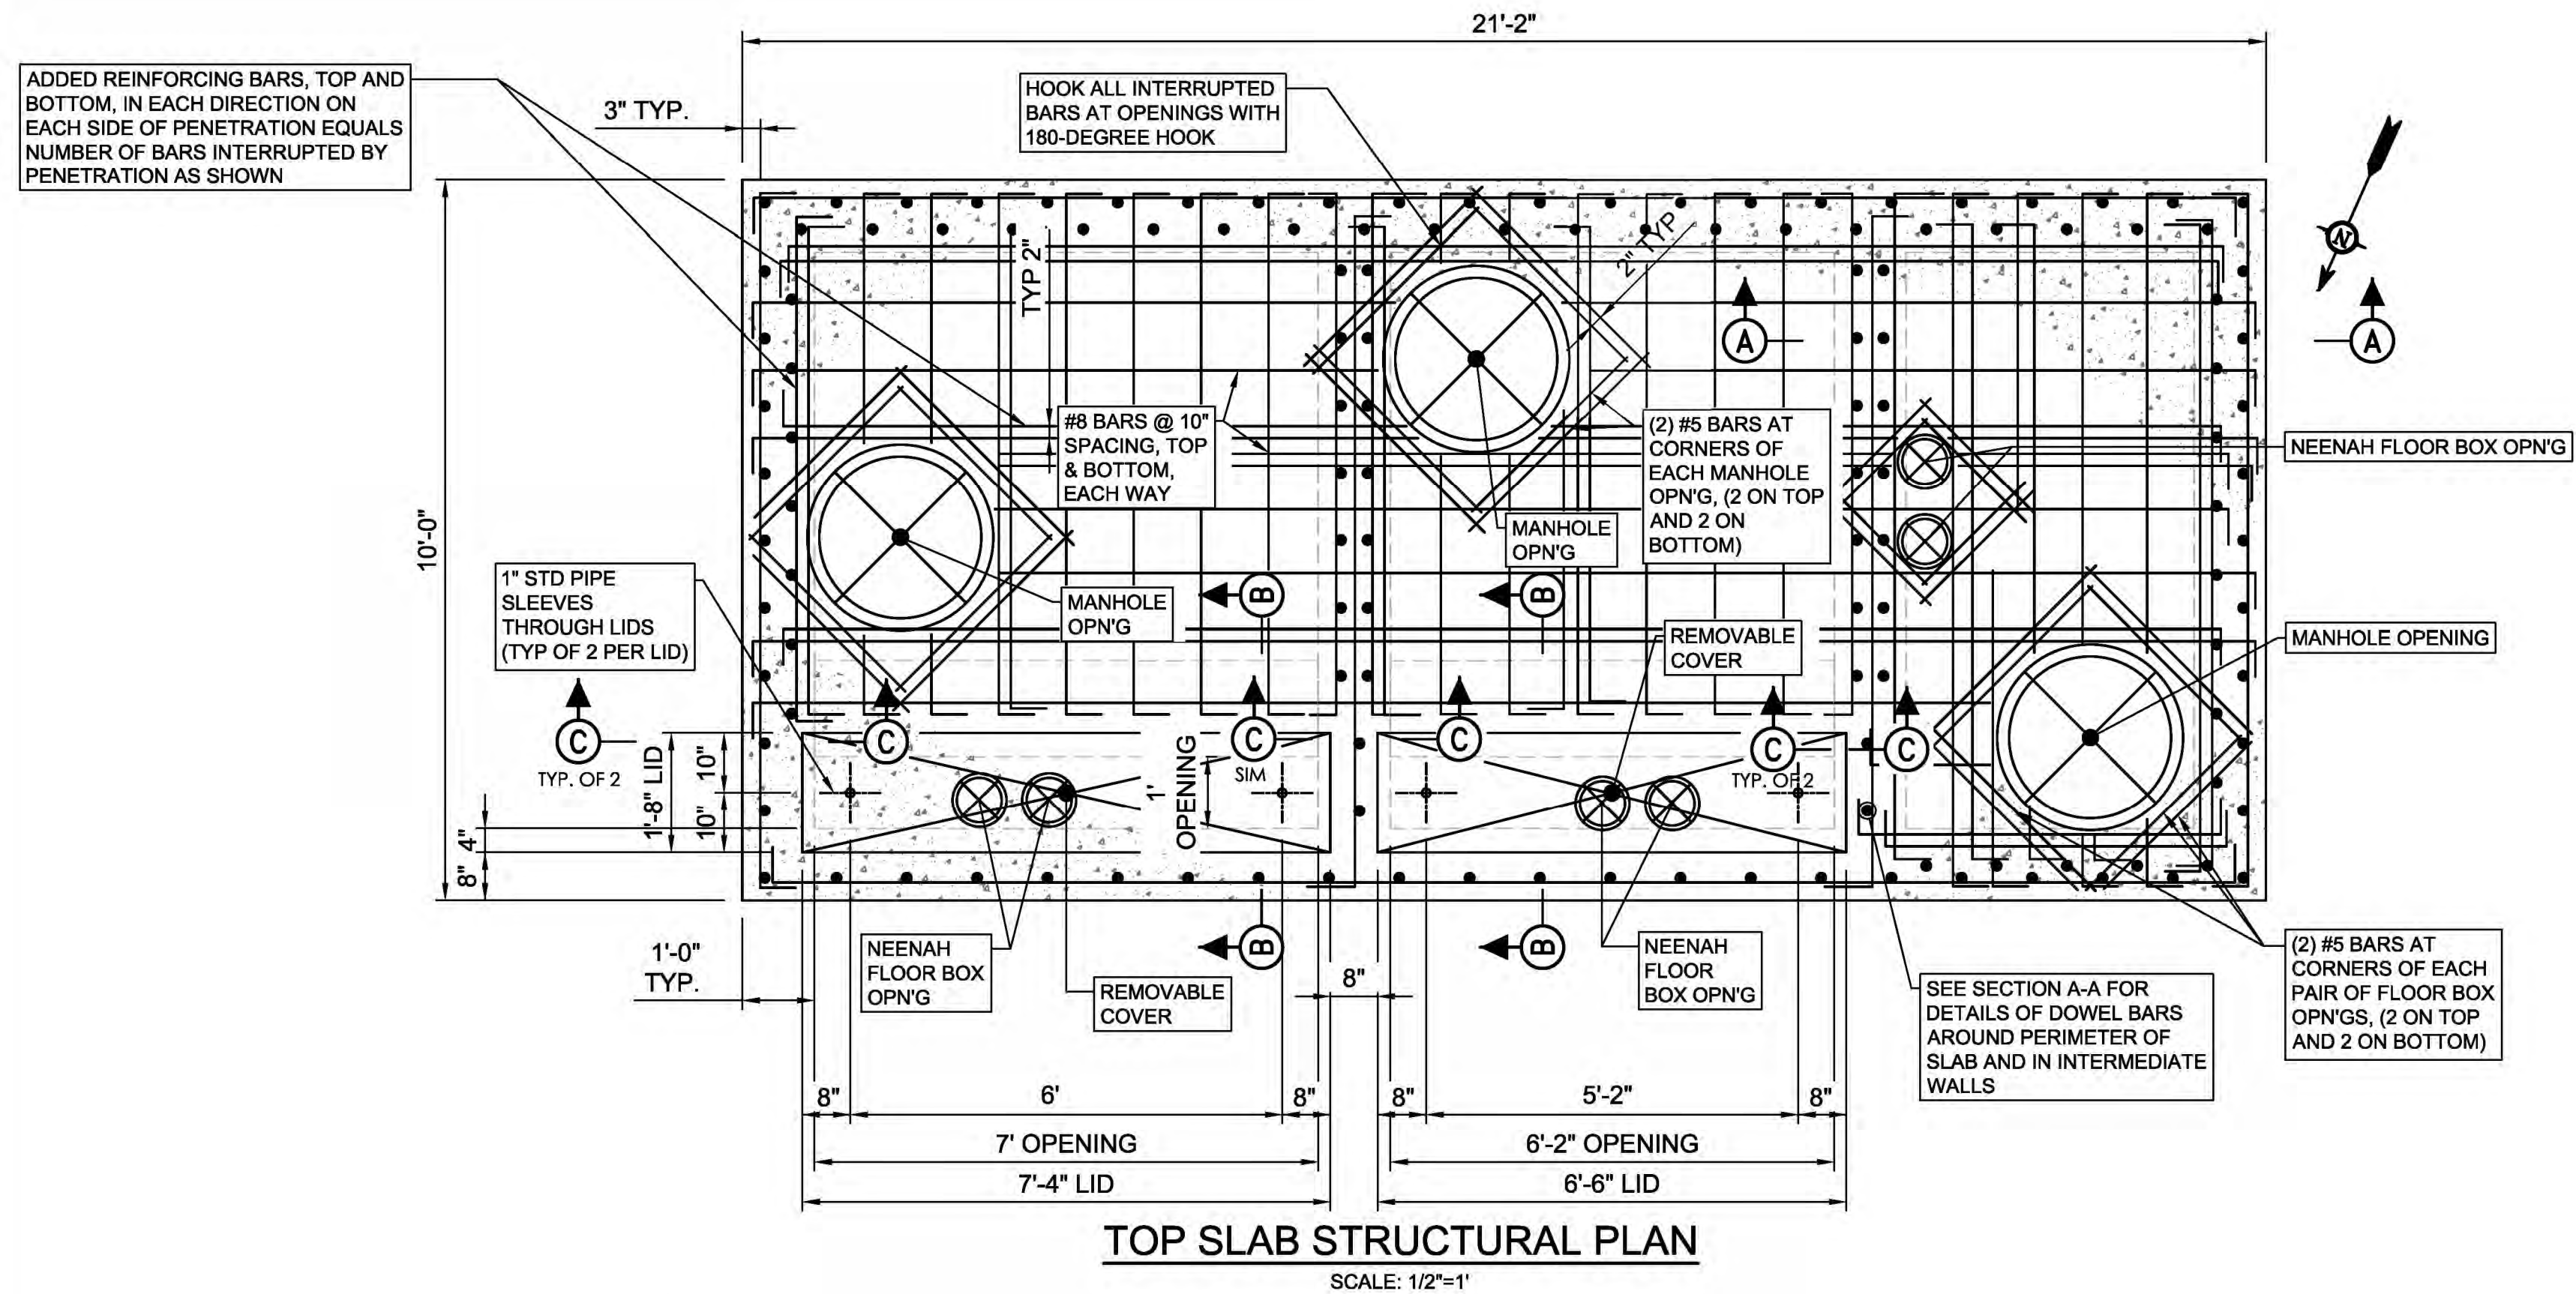 21'-2"
ADDED REINFORCING BARS, TOP AND
BOTTOM, IN EACH DIRECTION ON
EACH SIDE OF PENETRATION EQUALS
NUMBER OF BARS INTERRUPTED BY
PENETRATION AS SHOWN
3" TYP.
HOOK ALL INTERRUPTED
BARS AT OPENINGS WITH
180-DEGREE HOOK
N
2" TYP
TYP 2"
A
A
#8 BARS @ 10"
SPACING, TOP
& BOTTOM,
EACH WAY
(2) #5 BARS AT
CORNERS OF
EACH MANHOLE
OPN'G, (2 ON TOP
AND 2 ON
BOTTOM)
NEENAH FLOOR BOX OPN'G
10'-0"
MANHOLE
OPN'G
1" STD PIPE
SLEEVES
THROUGH LIDS
(TYP OF 2 PER LID)
MANHOLE
OPN'G
B
B
REMOVABLE
COVER
MANHOLE OPENING
C
TYP. OF 2
C
C
SIM
C
C
TYP. OF 2
C
1'-8" LID
10"
10"
1'
OPENING
4"
8"
1'-0"
TYP.
NEENAH
FLOOR BOX
OPN'G
REMOVABLE
COVER
B
8"
B
NEENAH
FLOOR
BOX OPN'G
SEE SECTION A-A FOR
DETAILS OF DOWEL BARS
AROUND PERIMETER OF
SLAB AND IN INTERMEDIATE
WALLS
(2) #5 BARS AT
CORNERS OF EACH
PAIR OF FLOOR BOX
OPN'GS, (2 ON TOP
AND 2 ON BOTTOM)
8"
6'
8"
8"
5'-2"
8"
7' OPENING
6'-2" OPENING
7'-4" LID
6'-6" LID
TOP SLAB STRUCTURAL PLAN
SCALE: 1/2"=1'